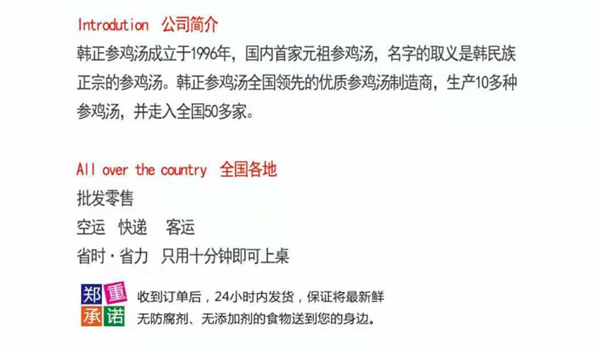 Introdution 公司简介
韩正参鸡汤成立于1996年，国内首家元祖参鸡汤，名字的取义是韩民族
正宗的参鸡汤。韩正参鸡汤全国领先的优质参鸡汤制造商，生产10多种
参鸡汤，并走入全国50多家。
All over the country 全国各地
批发零售
空运 快递 客运
省时·省力 只用十分钟即可上桌
郑重
承诺
收到订单后，24小时内发货，保证将最新鲜
无防腐剂、无添加剂的食物送到您的身边。